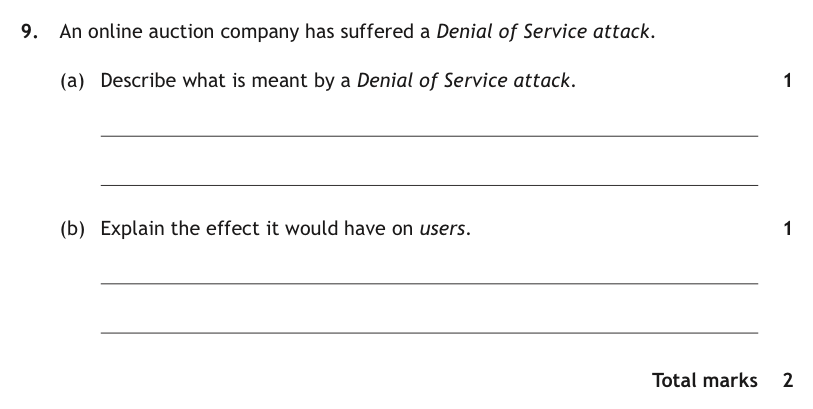 9. An online auction company has suffered a Denial of Service attack.
(a) Describe what is meant by a Denial of Service attack. 1
(b) Explain the effect it would have on users. 1
Total marks 2